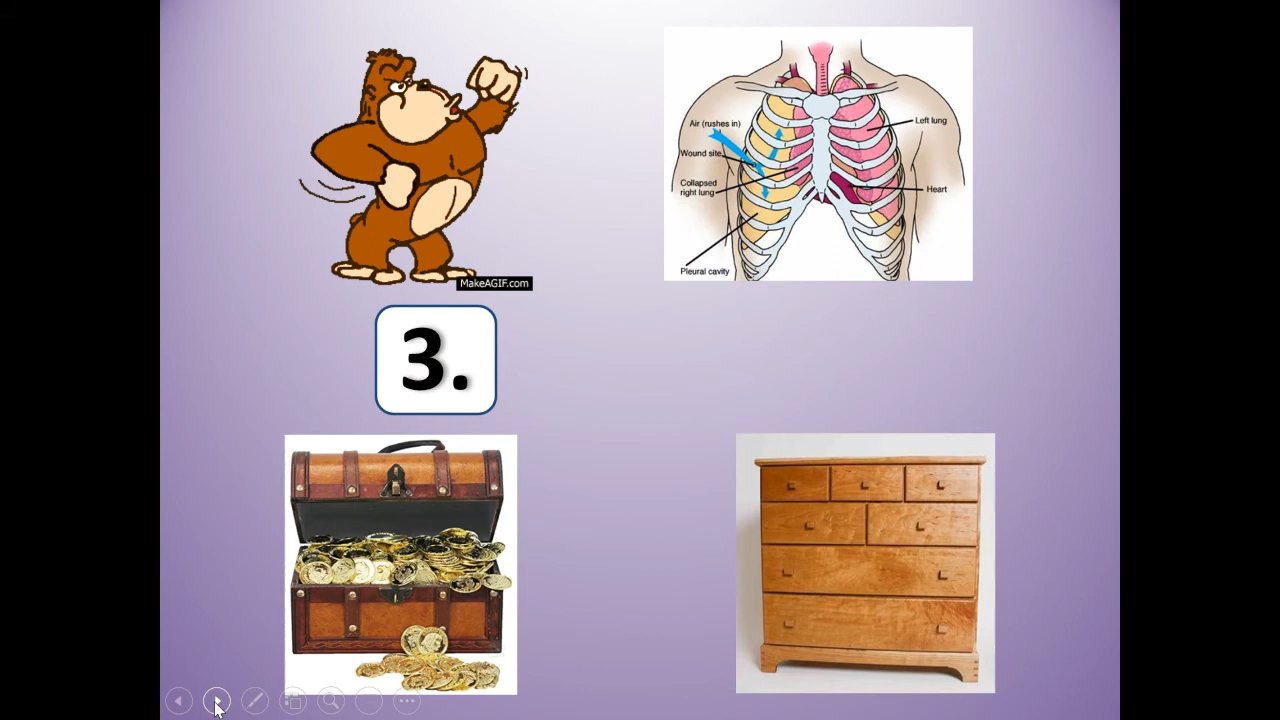 MakeAGIF.com
Air (rushes in)
Left lung
Wound site
Collapsed
right lung
Heart
Pleural cavity
3.